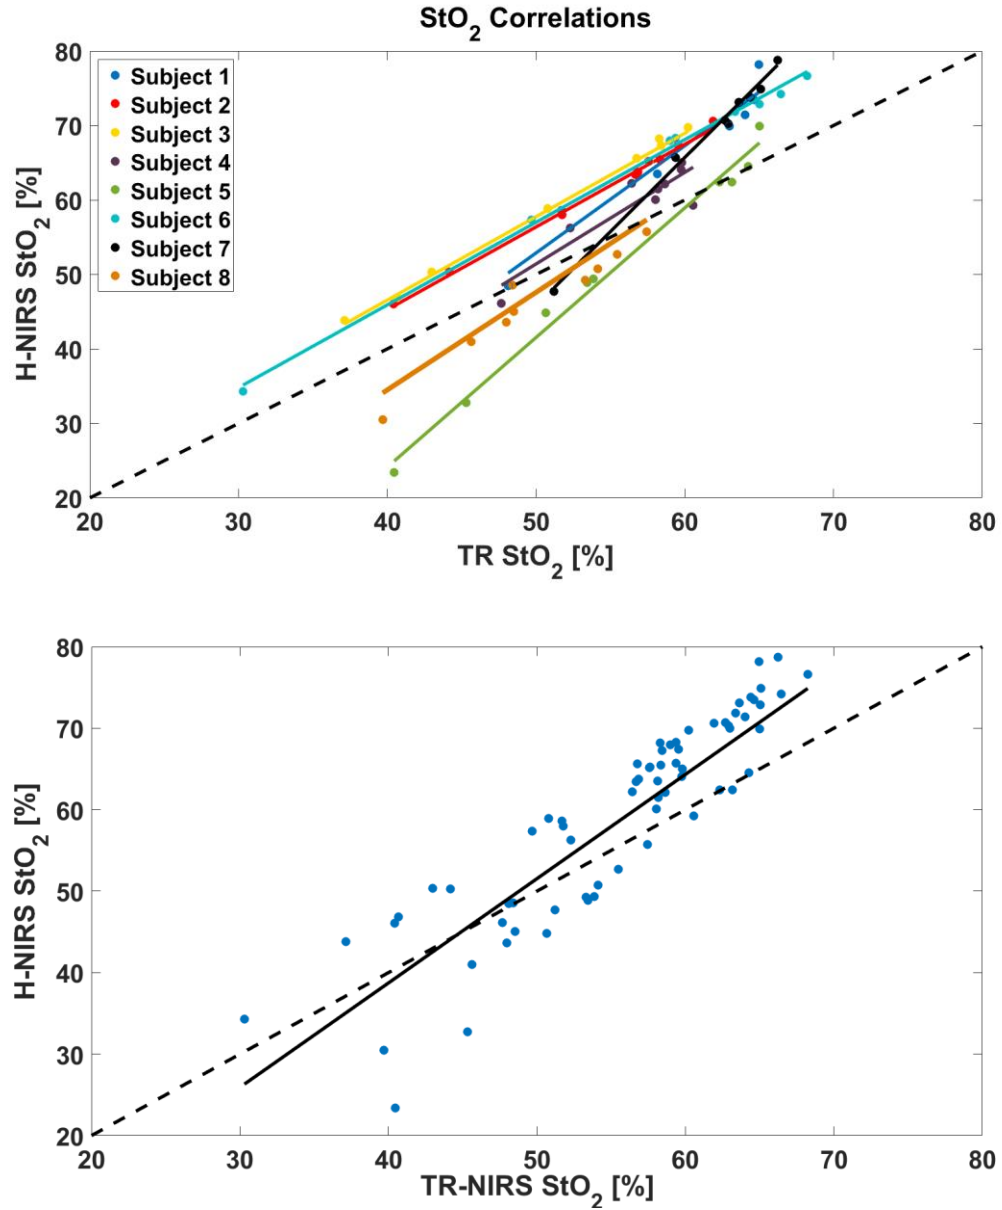 StO2 Correlations
80
70
60
50
40
30
20
H-NIRS StO2 [%]
Subject 1
Subject 2
Subject 3
Subject 4
Subject 5
Subject 6
Subject 7
Subject 8
20 30 40 50 60 70 80
TR StO2 [%]
80
70
60
50
40
30
20
H-NIRS StO2 [%]
20 30 40 50 60 70 80
TR-NIRS StO2 [%]